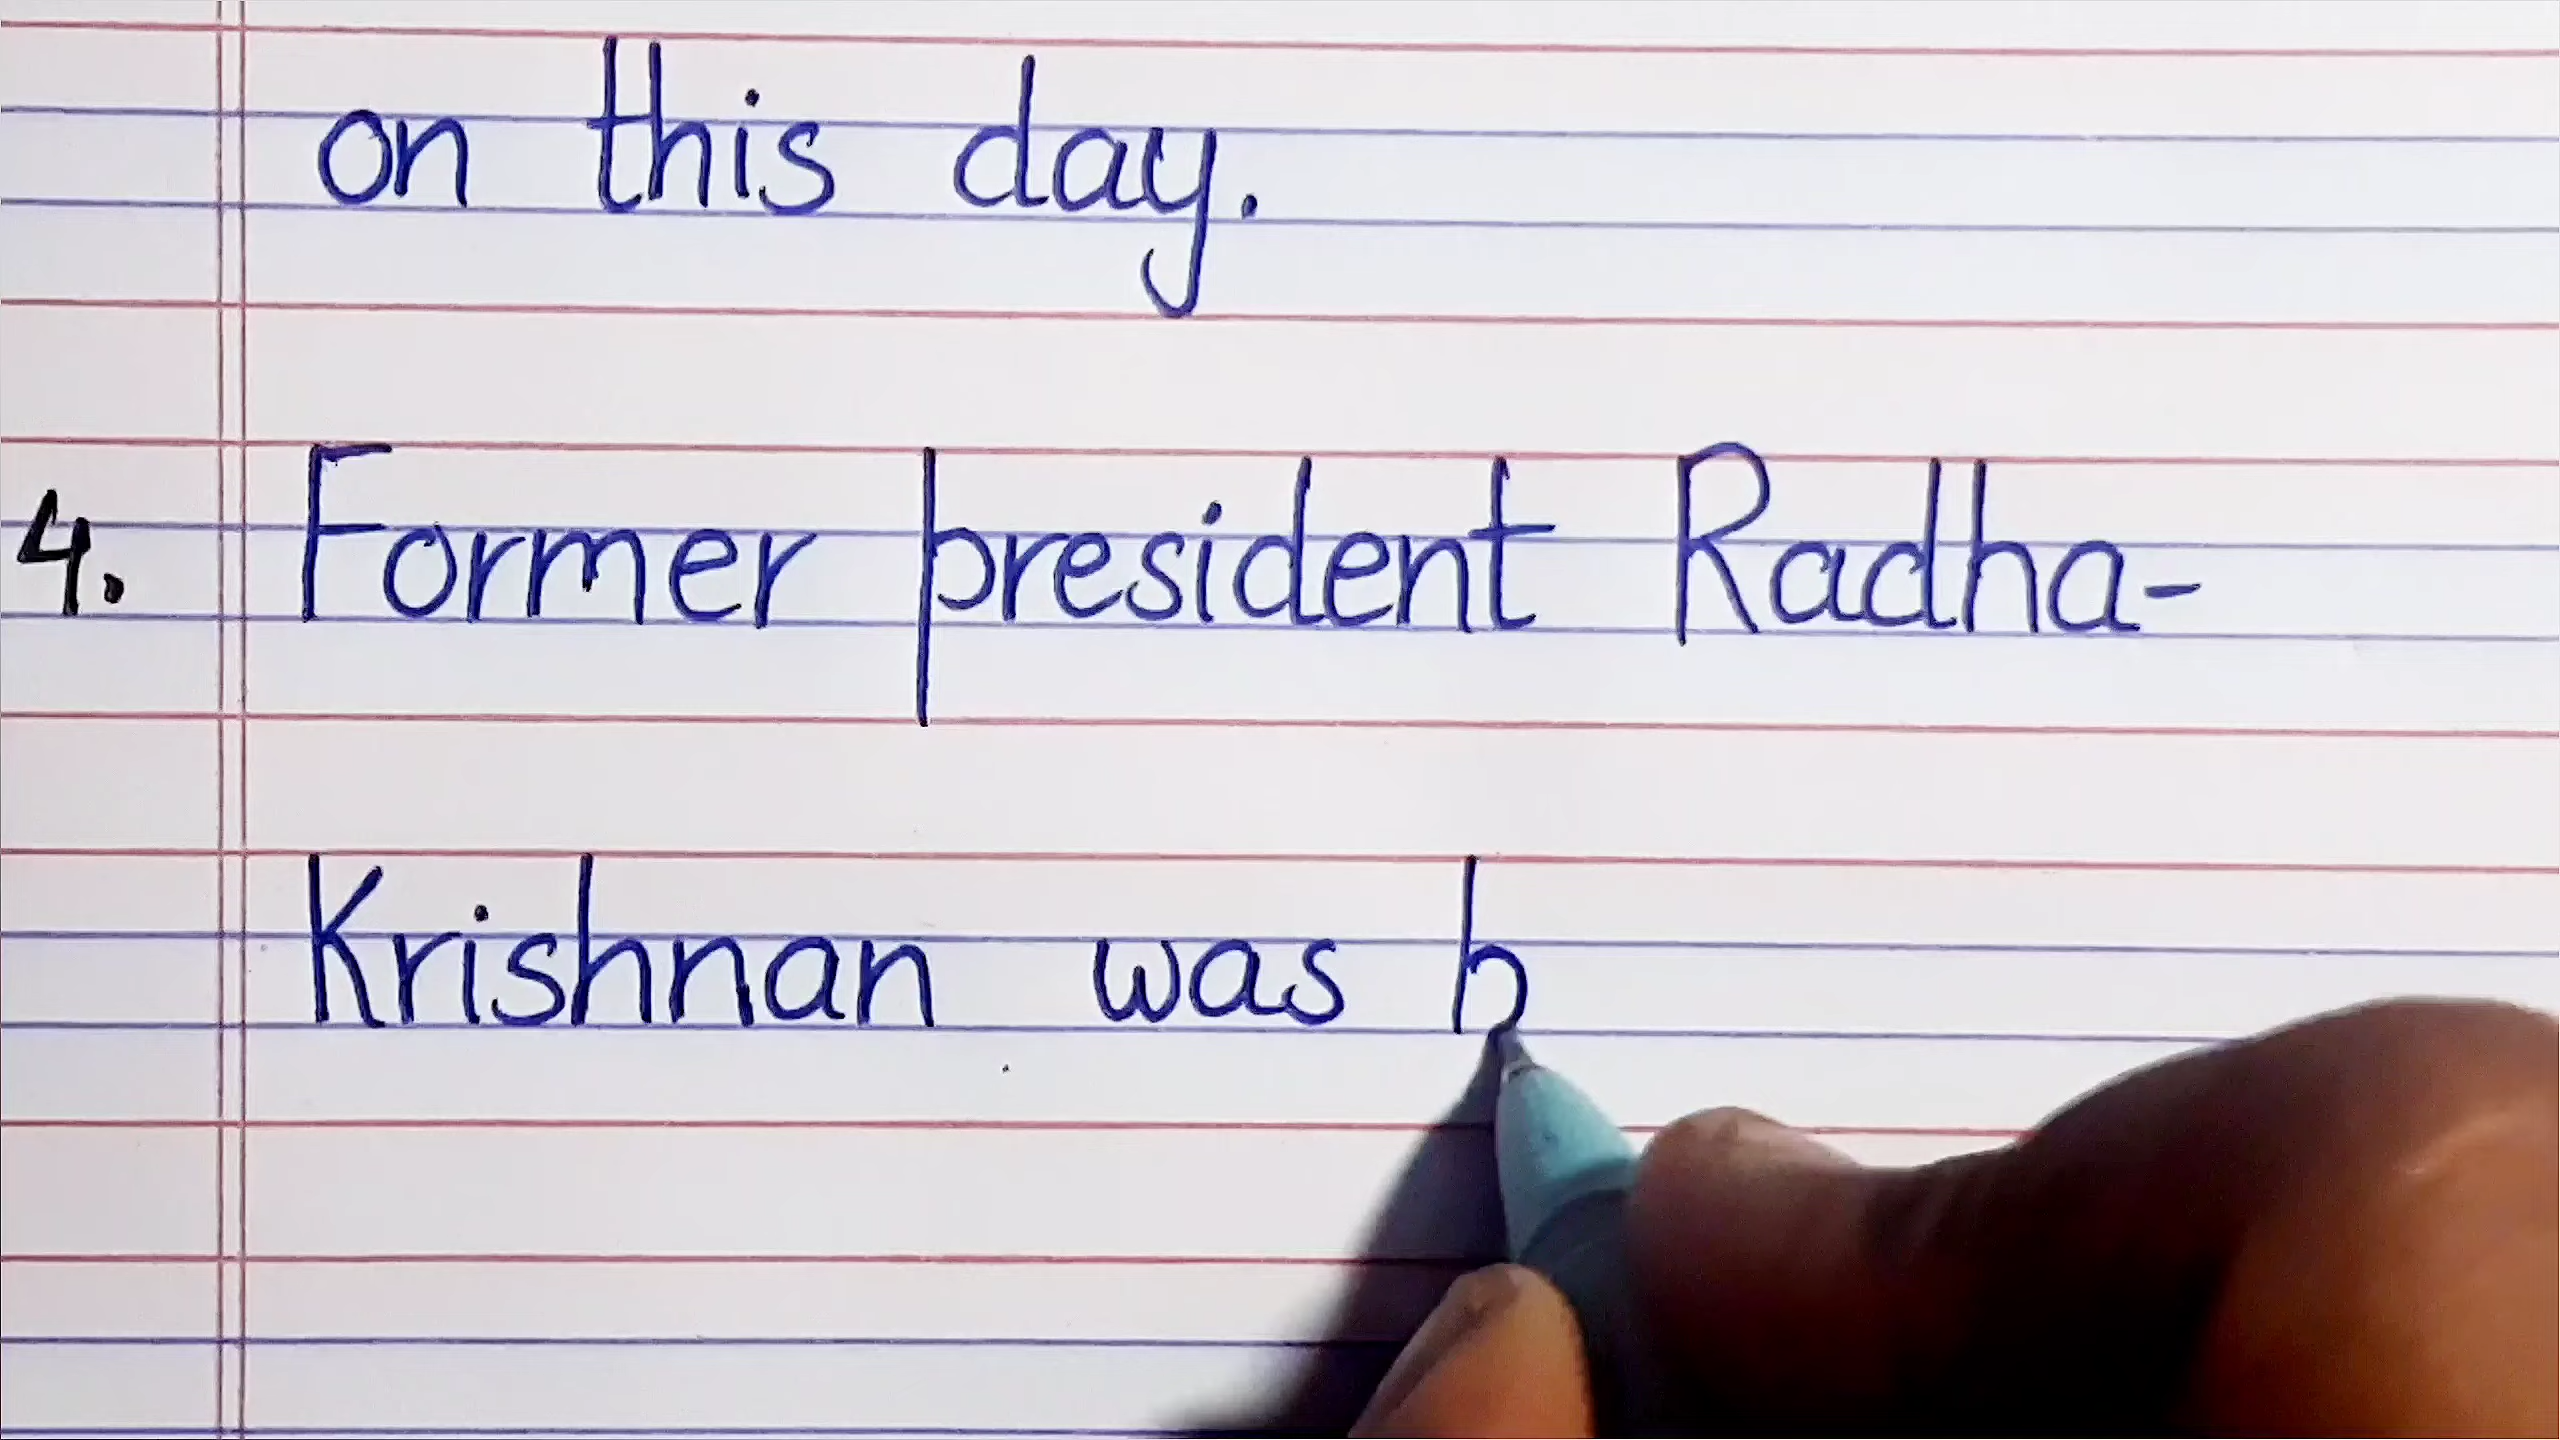 on this day.
4. Former president Radha-
Krishnan was b